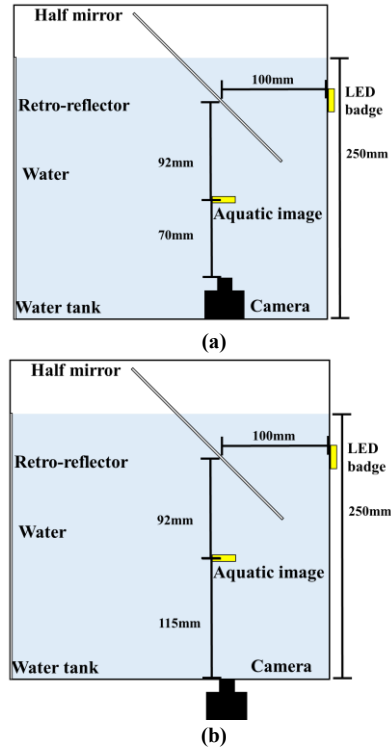 Half mirror
100mm
LED
badge
Retro-reflector
250mm
92mm
Water
Aquatic image
70mm
Water tank
Camera
(a)
Half mirror
100mm
LED
badge
Retro-reflector
250mm
92mm
Water
Aquatic image
115mm
Water tank
Camera
(b)